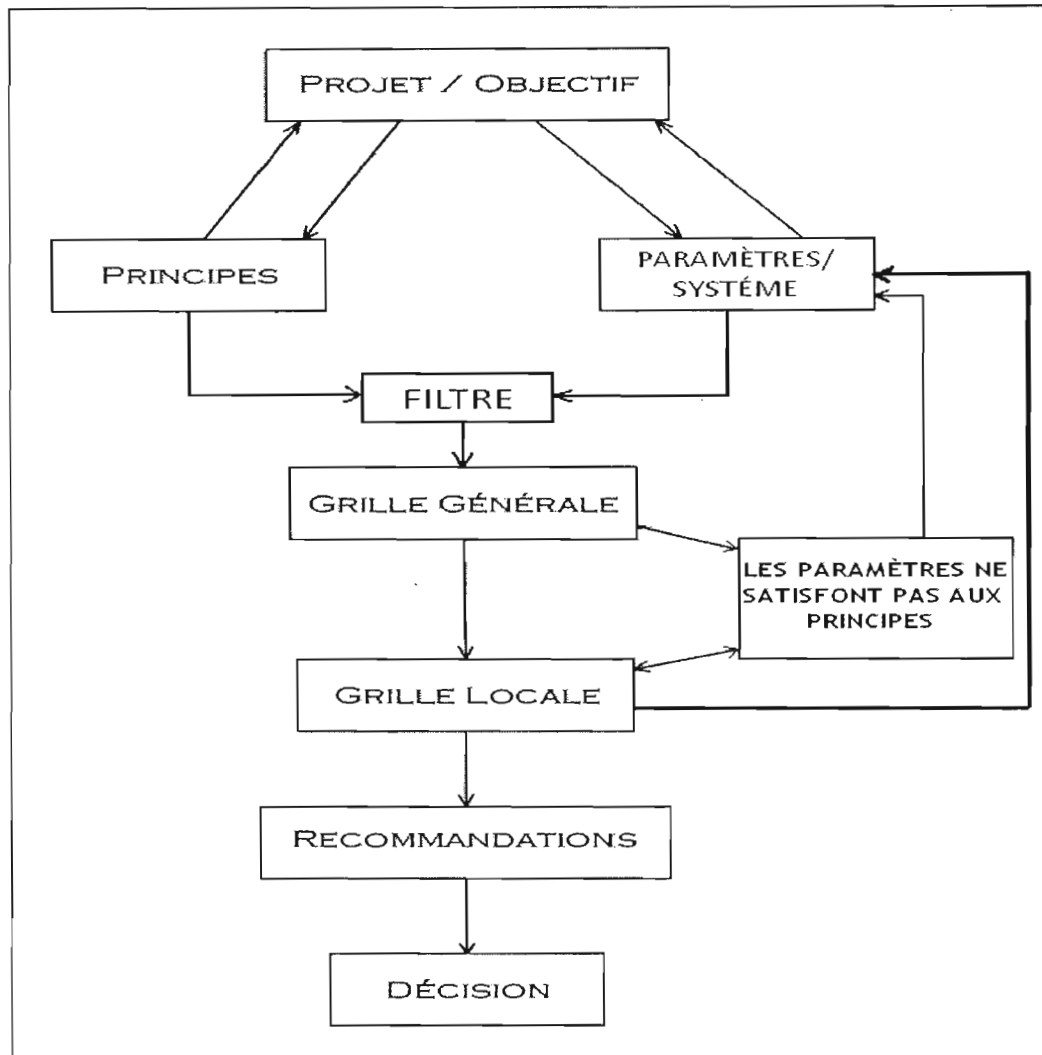 PROJET / OBJECTIF
PRINCIPES
PARAMÈTRES/
SYSTÉME
FILTRE
GRILLE GÉNÉRALE
LES PARAMÈTRES NE
SATISFONT PAS AUX
PRINCIPES
GRILLE LOCALE
RECOMMANDATIONS
DÉCISION